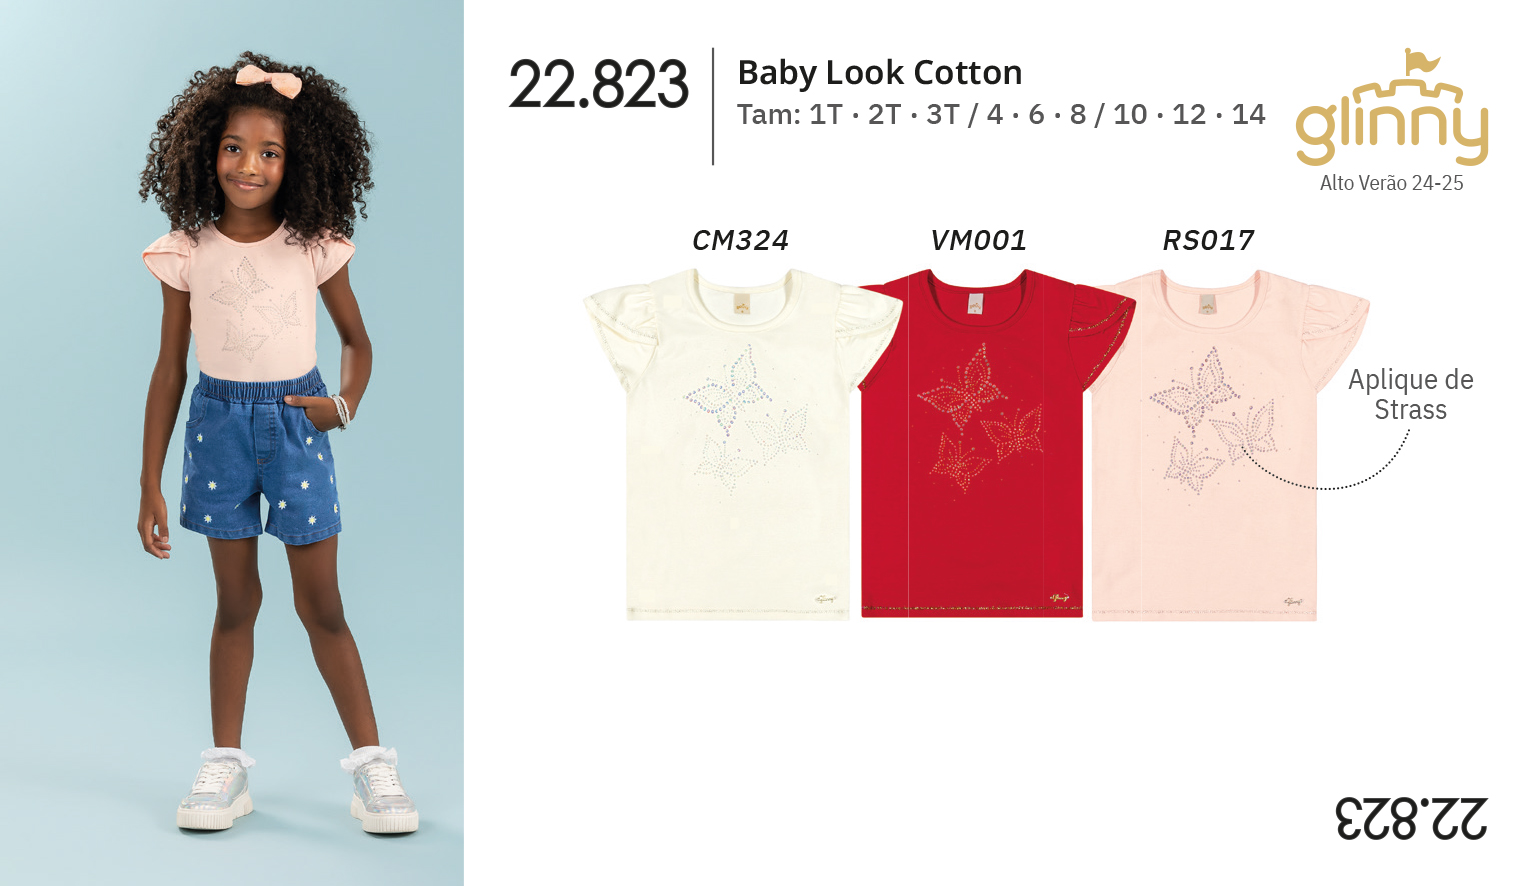 22.823
Baby Look Cotton
Tam: 1T · 2T · 3T / 4 · 6 · 8 / 10 · 12 · 14
glinny
Alto Verão 24-25
CM324
VM001
RS017
Aplique de
Strass
22.823